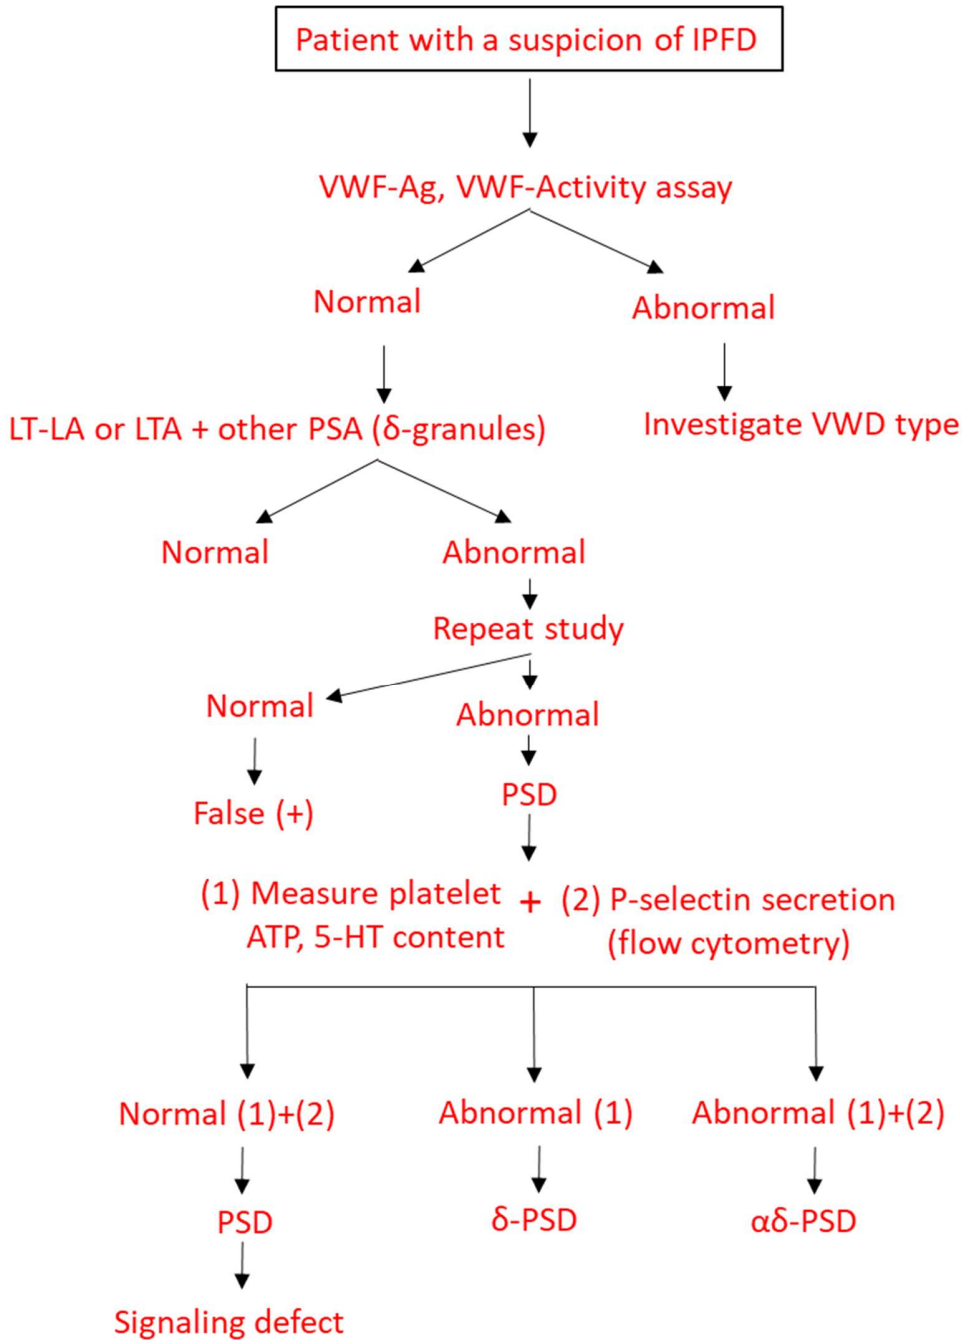 Patient with a suspicion of IPFD
VWF-Ag, VWF-Activity assay
Normal
Abnormal
LT-LA or LTA + other PSA (δ-granules)
Investigate VWD type
Normal
Abnormal
Repeat study
Normal
Abnormal
False (+)
PSD
(1) Measure platelet
ATP, 5-HT content
+
(2) P-selectin secretion
(flow cytometry)
Normal (1)+(2)
Abnormal (1)
Abnormal (1)+(2)
PSD
δ-PSD
αδ-PSD
Signaling defect